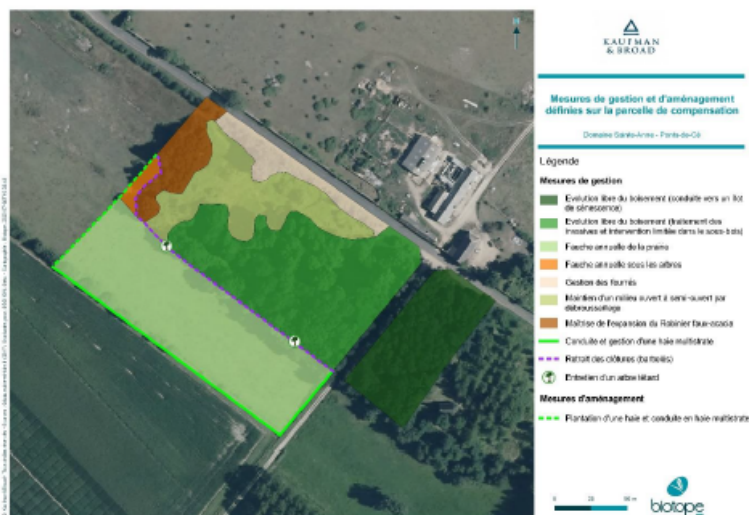 KAUFMAN
& BROAD
Mesures de gestion et d'aménagement
définies sur la parcelle de compensation
Domaine Sainte-Anne - Ponts-de-Cé
Légende
Mesures de gestion
Evolution libre du boisement (conduite vers un îlot
de sénescence)
Evolution libre du boisement (traitement des
invasives et intervention limitée dans le sous-bois)
Fauche annuelle de la prairie
Fauche annuelle sous les arbres
Gestion des fourrés
Maintien d'un milieu ouvert à semi-ouvert par
débroussaillage
Maîtrise de l'expansion du Robinier faux-acacia
Conduite et gestion d'une haie multistrate
Retrait des clôtures (barbelés)
Entretien d'un arbre têtard
Mesures d'aménagement
Plantation d'une haie et conduite en haie multistrate
0
biotope